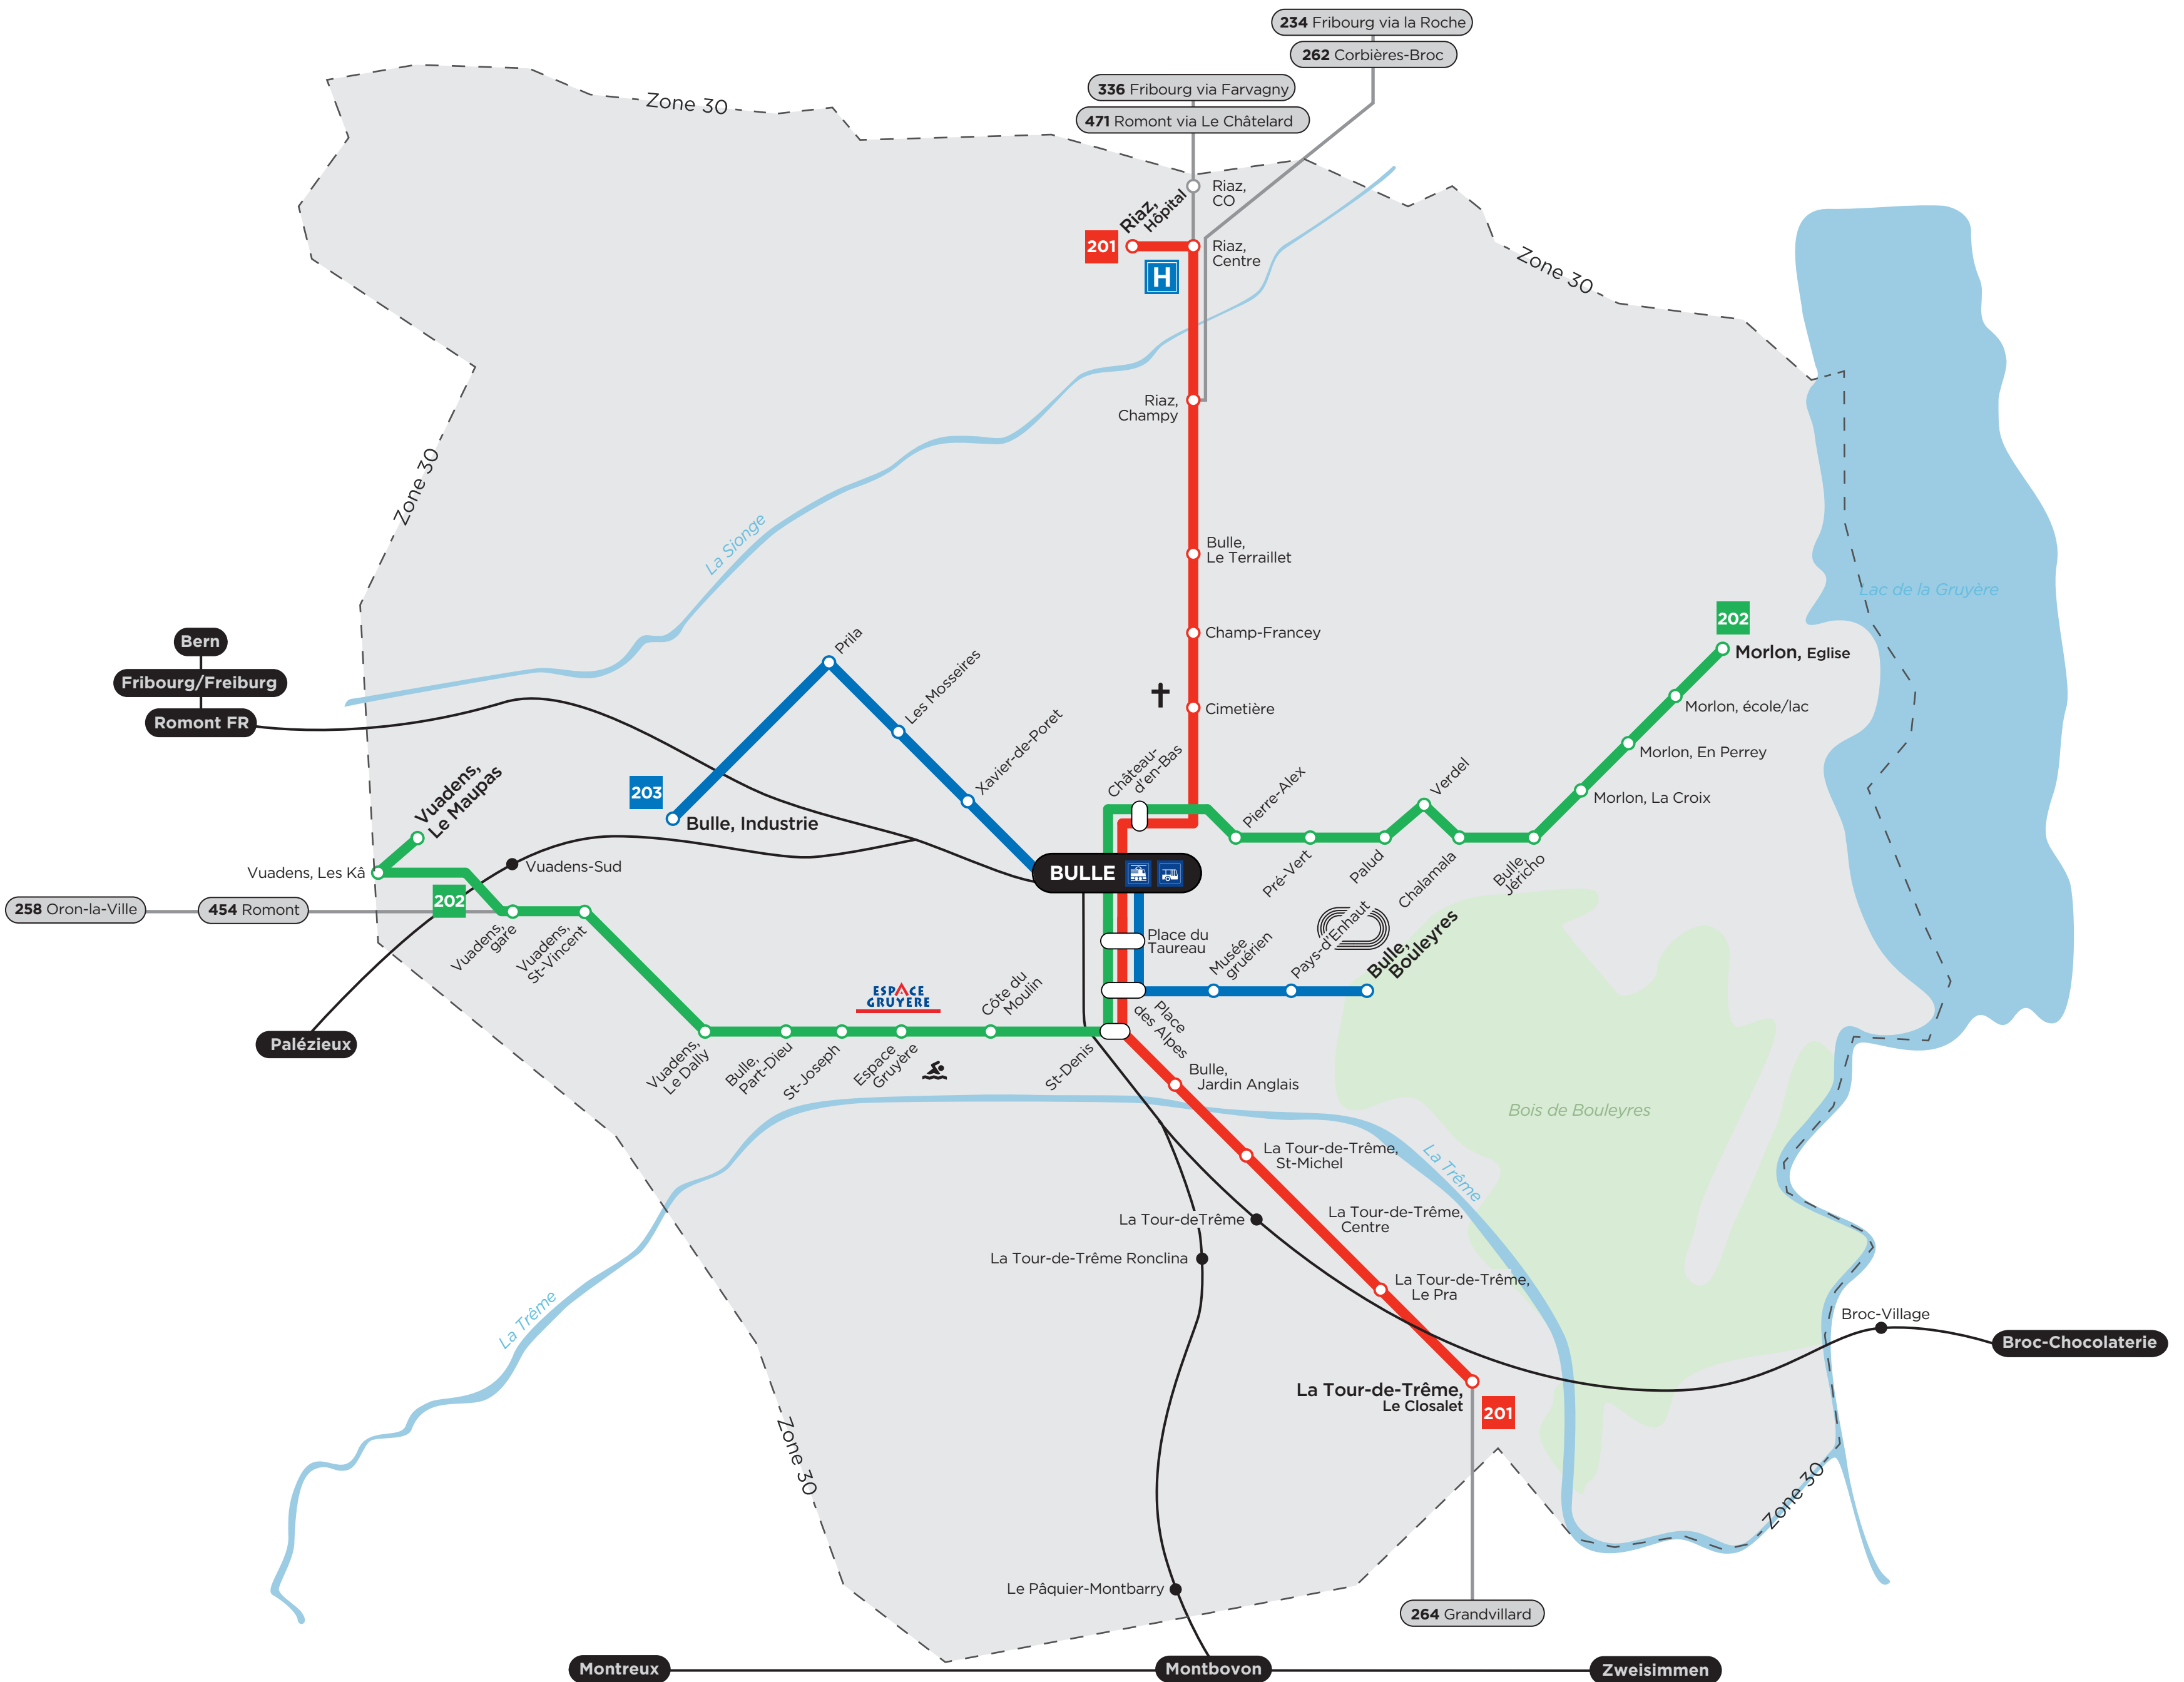 234 Fribourg via la Roche
262 Corbières-Broc
336 Fribourg via Farvagny
471 Romont via Le Châtelard
Zone 30
Riaz,
CO
Riaz,
Hôpital
201
Riaz,
Centre
H
Zone 30
Riaz,
Champy
Zone 30
La Sionge
Bulle,
Le Terraillet
Lac de la Gruyère
202
Champ-Francey
Bern
Prila
Morlon, Eglise
Fribourg/Freiburg
Les Mosseires
Romont FR
Cimetière
Morlon, école/lac
Xavier-de-Poret
Morlon, En Perrey
Château-
d'en-Bas
Vuadens,
Le Maupas
203
Bulle, Industrie
Pierre-Alex
Verdel
Morlon, La Croix
Vuadens, Les Kâ
Vuadens-Sud
BULLE
Pré-Vert
Palud
Chalamala
Bulle,
Jéricho
258 Oron-la-Ville
454 Romont
202
Vuadens,
gare
Vuadens,
St-Vincent
Place du
Taureau
Musée
gruérien
Pays-d'Enhaut
Bulle,
Bouleyres
ESPACE
GRUYERE
Côte du
Moulin
Place
des Alpes
Palézieux
Vuadens,
Le Dally
Bulle,
Part-Dieu
St-Joseph
Espace
Gruyère
St-Denis
Bulle,
Jardin Anglais
Bois de Bouleyres
La Tour-de-Trême,
St-Michel
La Trême
La Tour-deTrême
La Tour-de-Trême,
Centre
La Tour-de-Trême Ronclina
La Tour-de-Trême,
Le Pra
La Trême
Broc-Village
Broc-Chocolaterie
La Tour-de-Trême,
Le Closalet
201
Zone 30
Zone 30
Le Pâquier-Montbarry
264 Grandvillard
Montreux
Montbovon
Zweisimmen